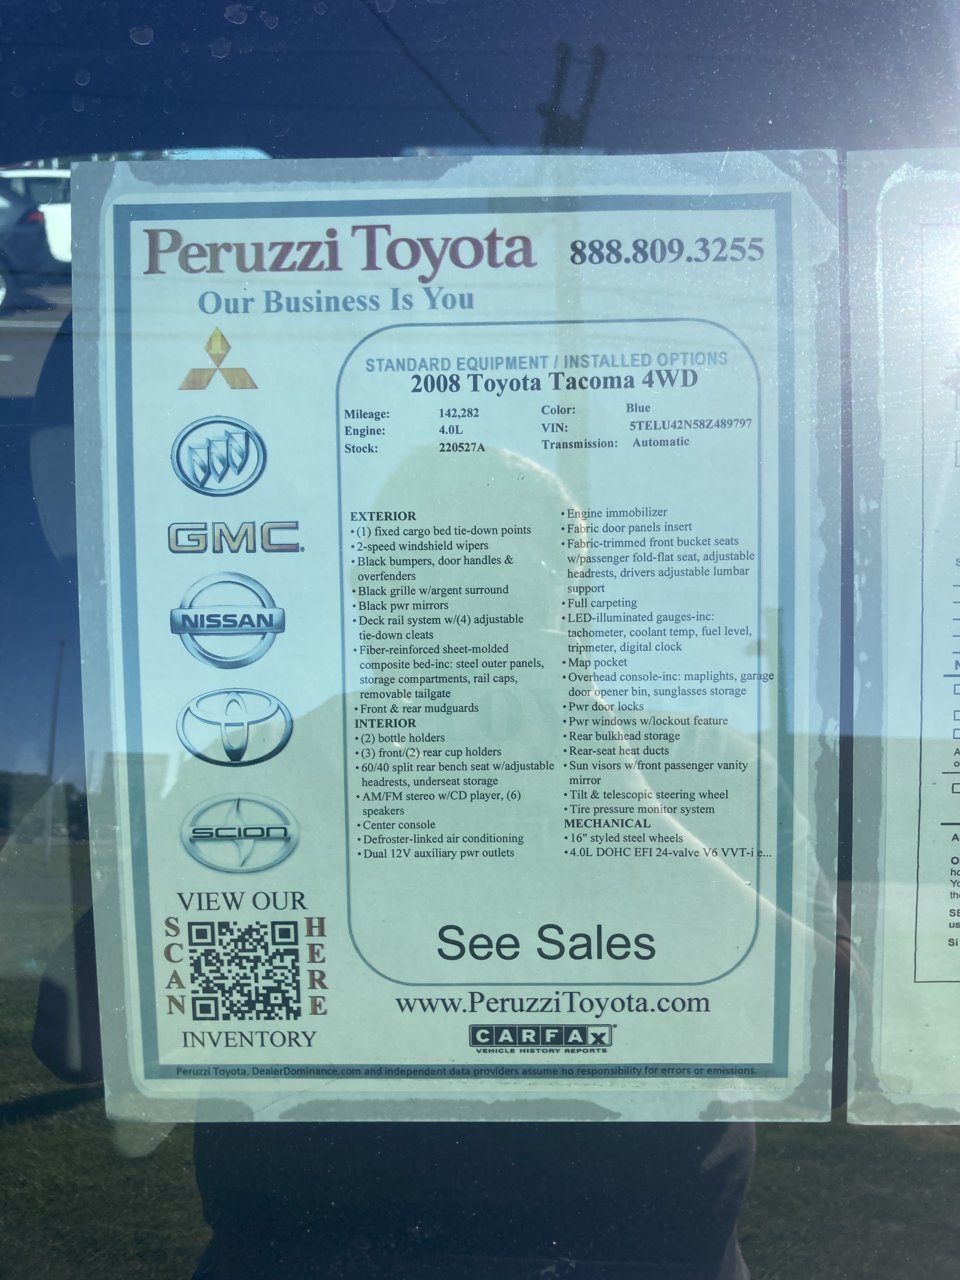 Peruzzi Toyota
888.809.3255
Our Business Is You
STANDARD EQUIPMENT / INSTALLED OPTIONS
2008 Toyota Tacoma 4WD
Mileage: 142,282
Engine: 4.0L
Stock: 220527A
Color: Blue
VIN: 5TELU42N58Z489797
Transmission: Automatic
GMC.
NISSAN
SCION
EXTERIOR
• (1) fixed cargo bed tie-down points
• 2-speed windshield wipers
• Black bumpers, door handles &
overfenders
• Black grille w/argent surround
• Black pwr mirrors
• Deck rail system w/(4) adjustable
tie-down cleats
• Fiber-reinforced sheet-molded
composite bed-inc: steel outer panels,
storage compartments, rail caps,
removable tailgate
• Front & rear mudguards
INTERIOR
• (2) bottle holders
• (3) front/(2) rear cup holders
• 60/40 split rear bench seat w/adjustable
headrests, underseat storage
• AM/FM stereo w/CD player, (6)
speakers
• Center console
• Defroster-linked air conditioning
• Dual 12V auxiliary pwr outlets
• Engine immobilizer
• Fabric door panels insert
• Fabric-trimmed front bucket seats
w/passenger fold-flat seat, adjustable
headrests, drivers adjustable lumbar
support
• Full carpeting
• LED-illuminated gauges-inc:
tachometer, coolant temp, fuel level,
tripmeter, digital clock
• Map pocket
• Overhead console-inc: maplights, garage
door opener bin, sunglasses storage
• Pwr door locks
• Pwr windows w/lockout feature
• Rear bulkhead storage
• Rear-seat heat ducts
• Sun visors w/front passenger vanity
mirror
• Tilt & telescopic steering wheel
• Tire pressure monitor system
MECHANICAL
• 16" styled steel wheels
• 4.0L DOHC EFI 24-valve V6 VVT-i e...
See Sales
VIEW OUR
SCAN
HERE
INVENTORY
www.PeruzziToyota.com
CARFAX
VEHICLE HISTORY REPORTS
Peruzzi Toyota, DealerDominance.com and independent data providers assume no responsibility for errors or emissions.